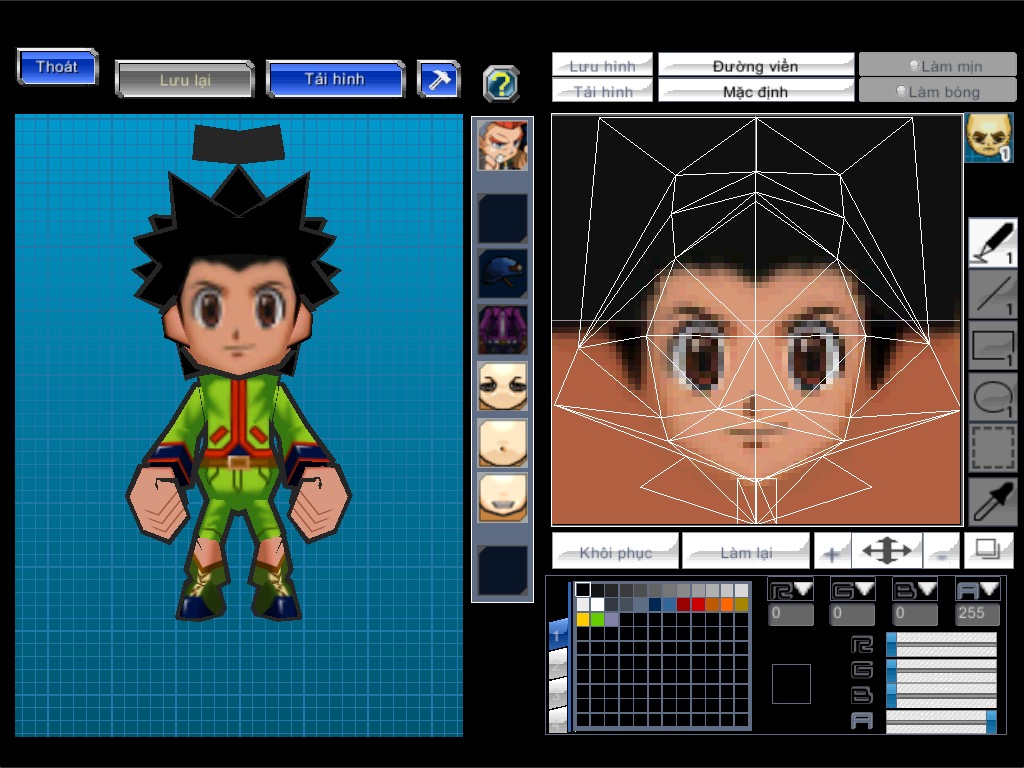 Thoát
Lưu lại
Tải hình
?
Lưu hình
Đường viền
Làm mịn
Tải hình
Mặc định
Làm bóng
1
1
1
1
1
Khôi phục
Làm lại
+
-
R
G
B
A
0
0
0
255
1
R
G
B
A